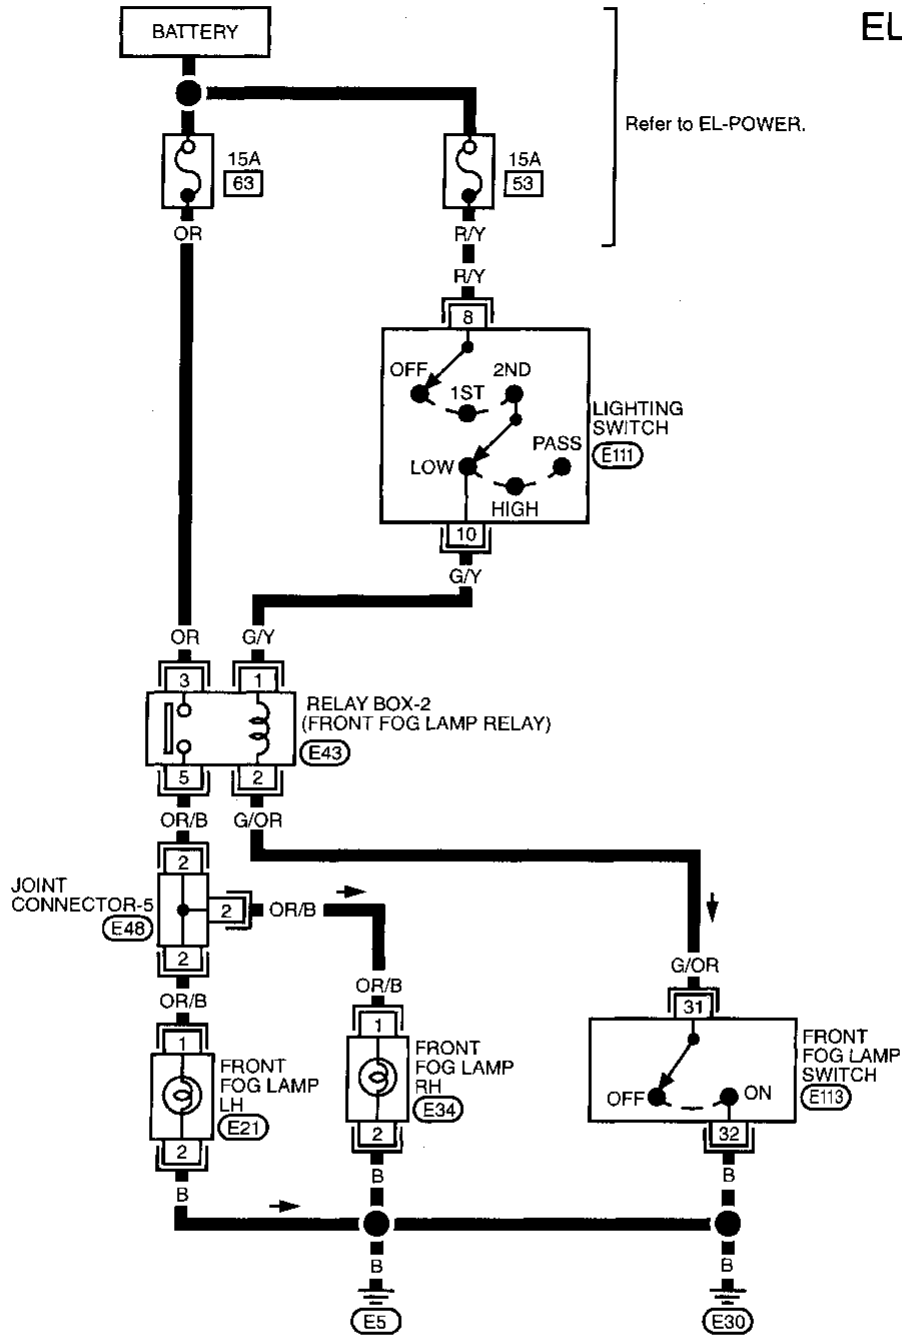 EL
BATTERY
Refer to EL-POWER.
15A
63
15A
53
OR
R/Y
R/Y
8
OFF
1ST
2ND
LIGHTING
SWITCH
E111
LOW
PASS
HIGH
10
G/Y
OR
G/Y
3
1
RELAY BOX-2
(FRONT FOG LAMP RELAY)
E43
5
2
OR/B
G/OR
2
JOINT
CONNECTOR-5
E48
2
OR/B
2
G/OR
OR/B
OR/B
31
1
1
FRONT
FOG LAMP
LH
E21
FRONT
FOG LAMP
RH
E34
FRONT
FOG LAMP
SWITCH
E113
OFF
ON
2
2
32
B
B
B
B
B
E5
E30